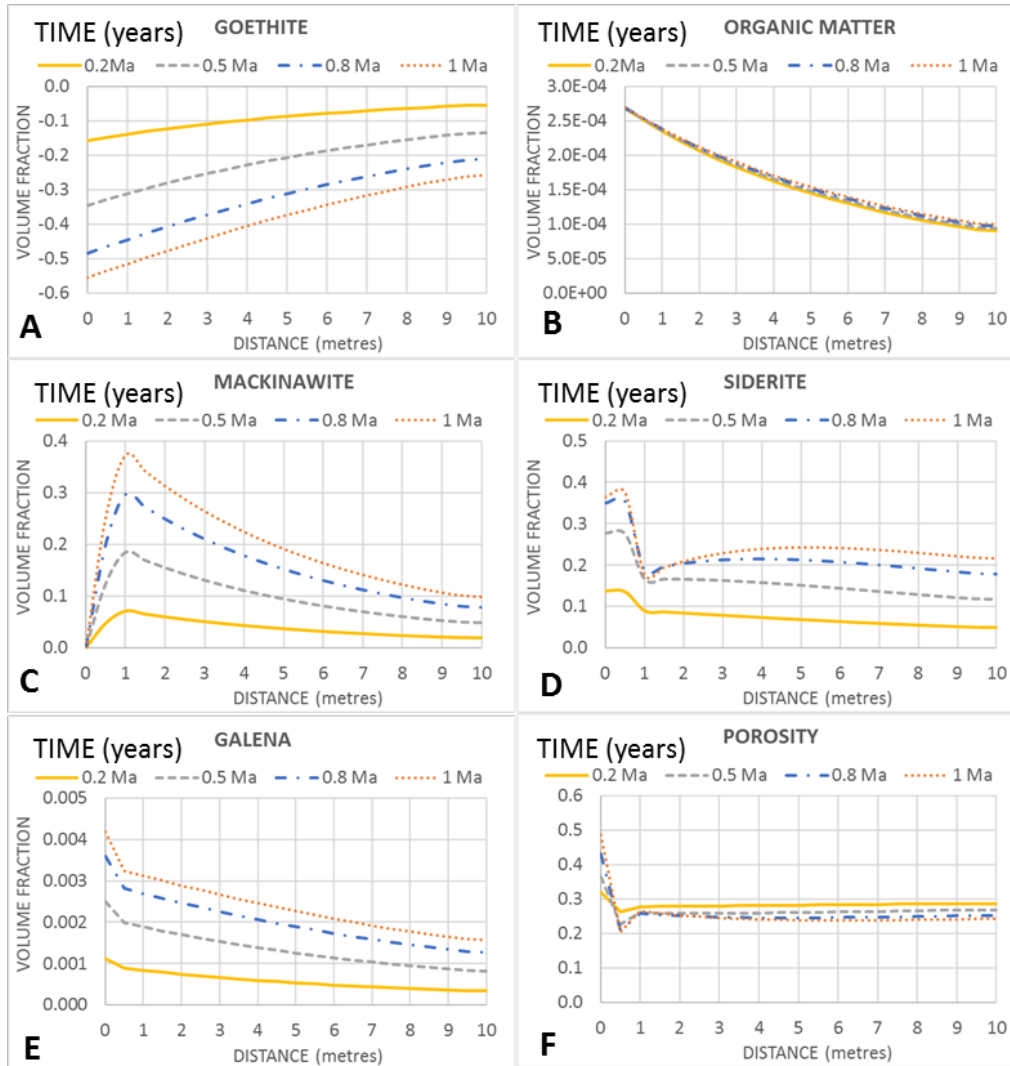 TIME (years) GOETHITE
0.2Ma 0.5 Ma 0.8 Ma 1 Ma
0.0
-0.1
-0.2
-0.3
-0.4
-0.5
-0.6
VOLUME FRACTION
0 1 2 3 4 5 6 7 8 9 10
DISTANCE (metres)
A
TIME (years) ORGANIC MATTER
0.2Ma 0.5 Ma 0.8 Ma 1 Ma
3.0E-04
2.5E-04
2.0E-04
1.5E-04
1.0E-04
5.0E-05
0.0E+00
VOLUME FRACTION
0 1 2 3 4 5 6 7 8 9 10
DISTANCE (metres)
B
TIME (years) MACKINAWITE
0.2 Ma 0.5 Ma 0.8 Ma 1 Ma
0.4
0.3
0.2
0.1
0.0
VOLUME FRACTION
0 1 2 3 4 5 6 7 8 9 10
DISTANCE (metres)
C
TIME (years) SIDERITE
0.2 Ma 0.5 Ma 0.8 Ma 1 Ma
0.5
0.4
0.3
0.2
0.1
0.0
VOLUME FRACTION
0 1 2 3 4 5 6 7 8 9 10
DISTANCE (metres)
D
TIME (years) GALENA
0.2 Ma 0.5 Ma 0.8 Ma 1 Ma
0.005
0.004
0.003
0.002
0.001
0.000
VOLUME FRACTION
0 1 2 3 4 5 6 7 8 9 10
DISTANCE (metres)
E
TIME (years) POROSITY
0.2 Ma 0.5 Ma 0.8 Ma 1 Ma
0.6
0.5
0.4
0.3
0.2
0.1
0.0
VOLUME FRACTION
0 1 2 3 4 5 6 7 8 9 10
DISTANCE (metres)
F